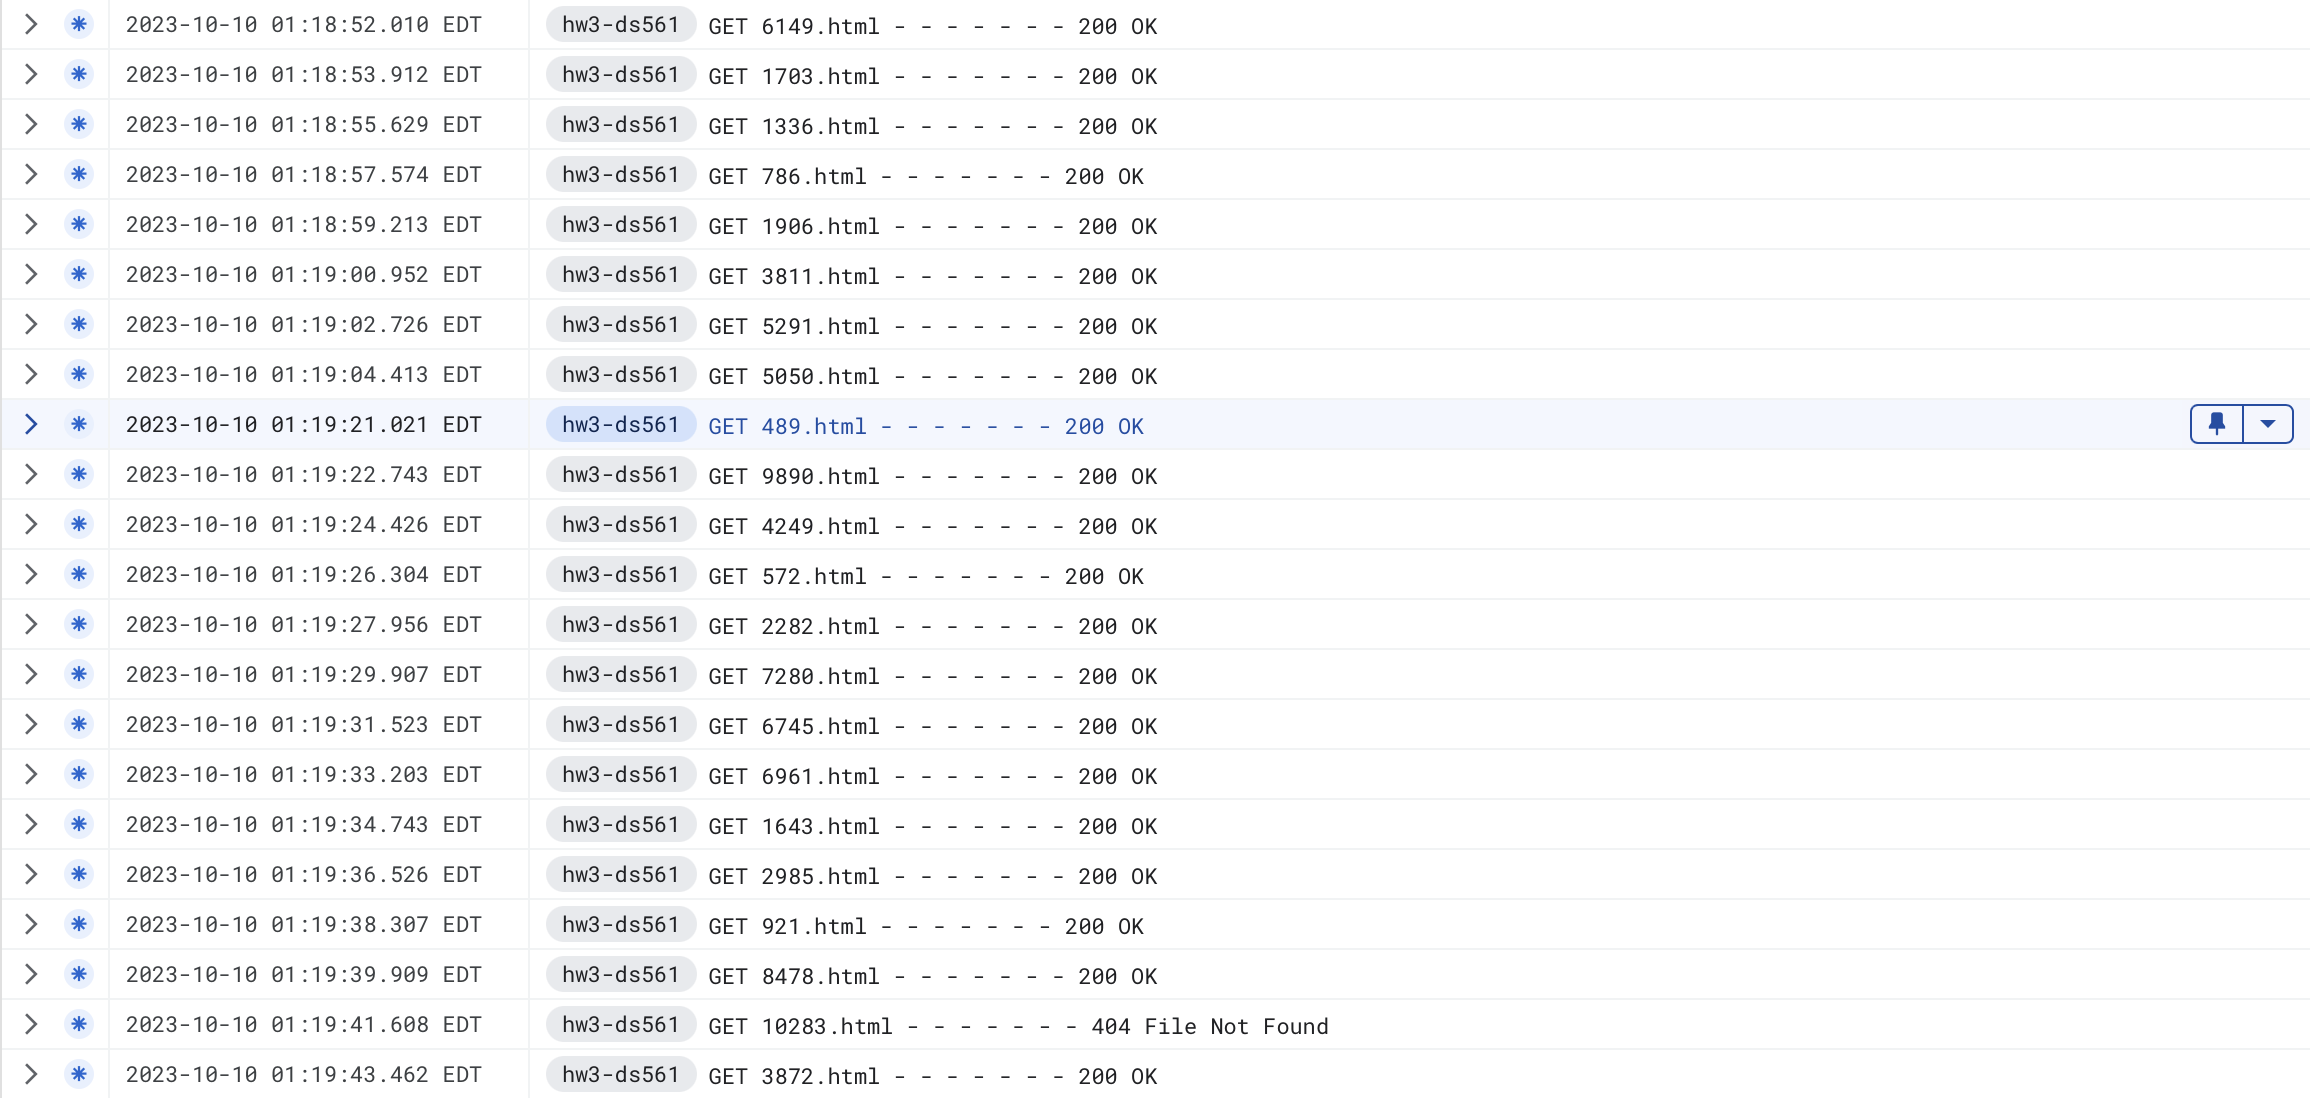 2023-10-10 01:18:52.010 EDT hw3-ds561 GET 6149.html - - - - - - - 200 OK
2023-10-10 01:18:53.912 EDT hw3-ds561 GET 1703.html - - - - - - - 200 OK
2023-10-10 01:18:55.629 EDT hw3-ds561 GET 1336.html - - - - - - - 200 OK
2023-10-10 01:18:57.574 EDT hw3-ds561 GET 786.html - - - - - - - 200 OK
2023-10-10 01:18:59.213 EDT hw3-ds561 GET 1906.html - - - - - - - 200 OK
2023-10-10 01:19:00.952 EDT hw3-ds561 GET 3811.html - - - - - - - 200 OK
2023-10-10 01:19:02.726 EDT hw3-ds561 GET 5291.html - - - - - - - 200 OK
2023-10-10 01:19:04.413 EDT hw3-ds561 GET 5050.html - - - - - - - 200 OK
2023-10-10 01:19:21.021 EDT hw3-ds561 GET 489.html - - - - - - - 200 OK
2023-10-10 01:19:22.743 EDT hw3-ds561 GET 9890.html - - - - - - - 200 OK
2023-10-10 01:19:24.426 EDT hw3-ds561 GET 4249.html - - - - - - - 200 OK
2023-10-10 01:19:26.304 EDT hw3-ds561 GET 572.html - - - - - - - 200 OK
2023-10-10 01:19:27.956 EDT hw3-ds561 GET 2282.html - - - - - - - 200 OK
2023-10-10 01:19:29.907 EDT hw3-ds561 GET 7280.html - - - - - - - 200 OK
2023-10-10 01:19:31.523 EDT hw3-ds561 GET 6745.html - - - - - - - 200 OK
2023-10-10 01:19:33.203 EDT hw3-ds561 GET 6961.html - - - - - - - 200 OK
2023-10-10 01:19:34.743 EDT hw3-ds561 GET 1643.html - - - - - - - 200 OK
2023-10-10 01:19:36.526 EDT hw3-ds561 GET 2985.html - - - - - - - 200 OK
2023-10-10 01:19:38.307 EDT hw3-ds561 GET 921.html - - - - - - - 200 OK
2023-10-10 01:19:39.909 EDT hw3-ds561 GET 8478.html - - - - - - - 200 OK
2023-10-10 01:19:41.608 EDT hw3-ds561 GET 10283.html - - - - - - - 404 File Not Found
2023-10-10 01:19:43.462 EDT hw3-ds561 GET 3872.html - - - - - - - 200 OK